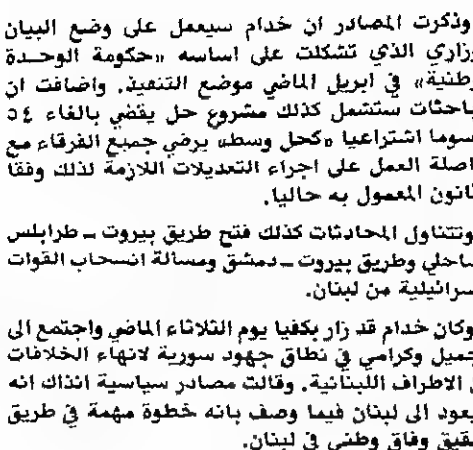 وذكرت المصادر ان خدام سيعمل على وضع البيان
زاري الذي تشكلت على اساسه «حكومة الوحدة
طنية» في ابريل الماضي موضع التنفيذ. واضافت ان
باحثات ستشمل كذلك مشروع حل يقضي بالغاء ٥٤
سوما اشتراعيا «كحل وسط» يرضي جميع الفرقاء مع
اصلة العمل على اجراء التعديلات اللازمة لذلك وفقا
قانون المعمول به حاليا.
وتتناول المحادثات كذلك فتح طريق بيروت ـ طرابلس
ساحلي وطريق بيروت ـ دمشق ومسالة انسحاب القوات
سرائيلية من لبنان.
وكان خدام قد زار بكفيا يوم الثلاثاء الماضي واجتمع الى
جميل وكرامي في نطاق جهود سورية لانهاء الخلافات
ن الاطراف اللبنانية. وقالت مصادر سياسية انذاك انه
يعود الى لبنان فيما وصف بانه خطوة مهمة في طريق
قيق وفاق وطني في لبنان.